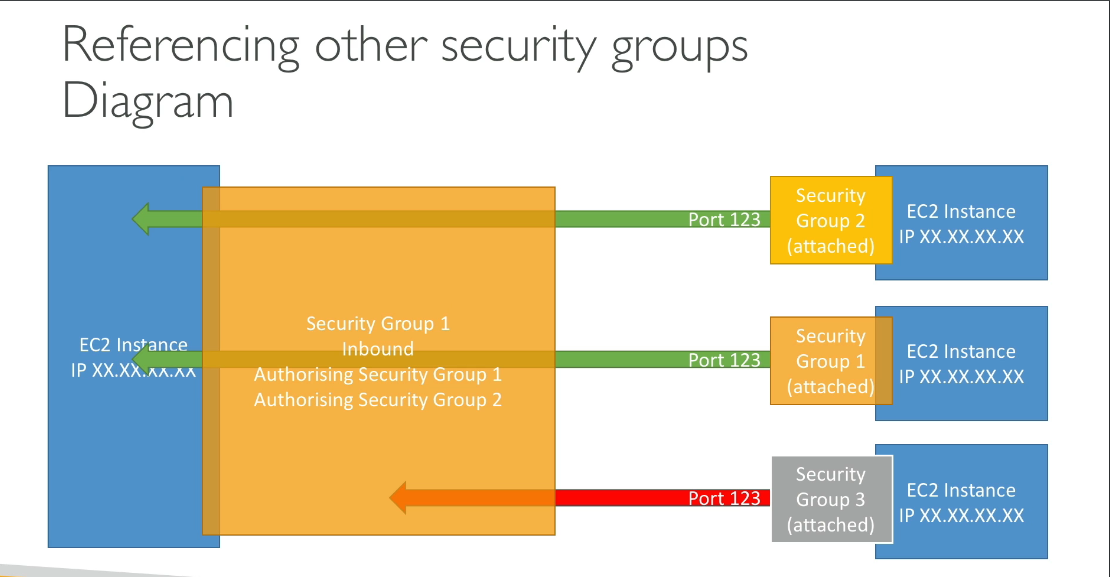 Referencing other security groups
Diagram
EC2 Instance
IP XX.XX.XX.XX
Security Group 1
Inbound
Authorising Security Group 1
Authorising Security Group 2
Port 123
Security
Group 2
(attached)
EC2 Instance
IP XX.XX.XX.XX
Port 123
Security
Group 1
(attached)
EC2 Instance
IP XX.XX.XX.XX
Port 123
Security
Group 3
(attached)
EC2 Instance
IP XX.XX.XX.XX